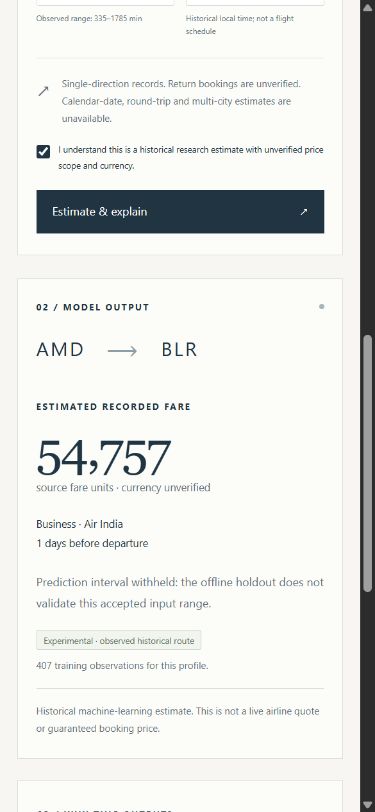 Observed range: 335–1785 min
Historical local time; not a flight
schedule
↗ Single-direction records. Return bookings are unverified.
Calendar-date, round-trip and multi-city estimates are
unavailable.
I understand this is a historical research estimate with unverified price
scope and currency.
Estimate & explain ↗
02 / MODEL OUTPUT
AMD → BLR
ESTIMATED RECORDED FARE
54,757
source fare units · currency unverified
Business · Air India
1 days before departure
Prediction interval withheld: the offline holdout does not
validate this accepted input range.
Experimental · observed historical route
407 training observations for this profile.
Historical machine-learning estimate. This is not a live airline quote
or guaranteed booking price.